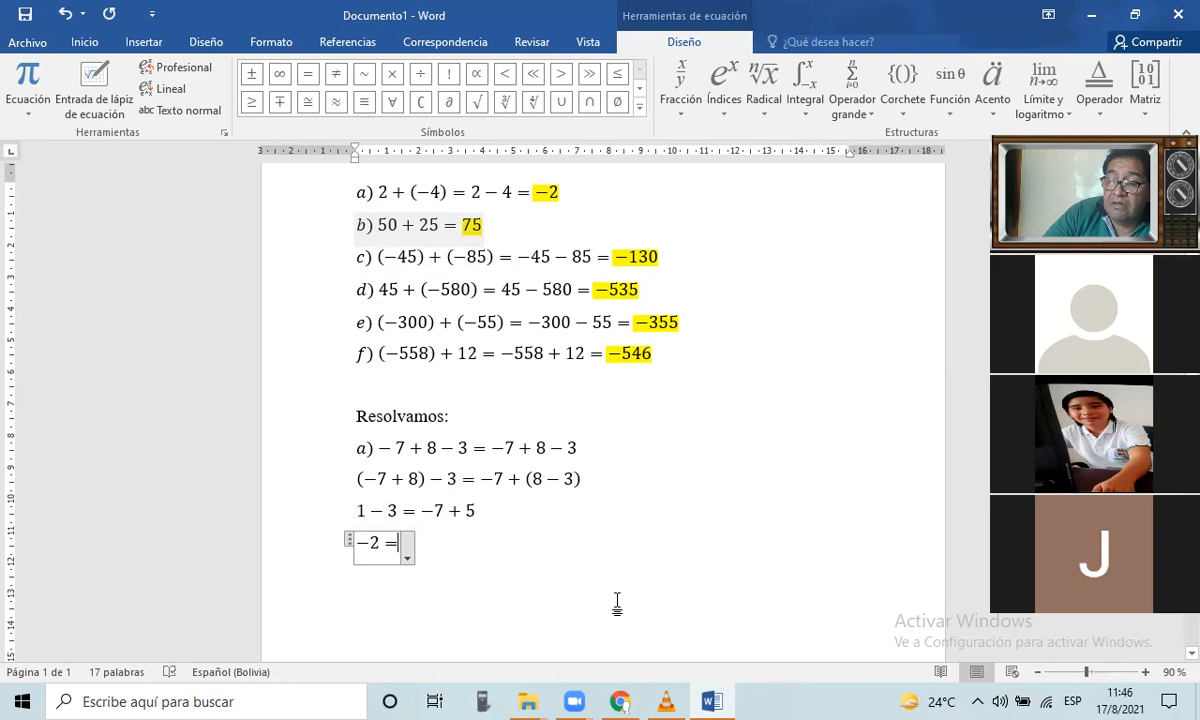 Documento1 - Word
Herramientas de ecuación
Archivo Inicio Insertar Diseño Formato Referencias Correspondencia Revisar Vista Diseño ¿Qué desea hacer? Compartir
Ecuación
Entrada de lápiz de ecuación
Profesional
Lineal
abc Texto normal
± ∞ = ≠ ~ × ÷ ! ∝ < ≪ > ≫ ≤
≥ ∓ ≅ ≈ ≡ ∀ ∁ ∂ √ ∛ ∜ ∪ ∩ ∅
Fracción Índices Radical Integral Operador grande Corchete Función Acento Límite y logaritmo Operador Matriz
Herramientas Símbolos Estructuras
a) 2 + (−4) = 2 − 4 = −2
b) 50 + 25 = 75
c) (−45) + (−85) = −45 − 85 = −130
d) 45 + (−580) = 45 − 580 = −535
e) (−300) + (−55) = −300 − 55 = −355
f) (−558) + 12 = −558 + 12 = −546
Resolvamos:
a) − 7 + 8 − 3 = −7 + 8 − 3
(−7 + 8) − 3 = −7 + (8 − 3)
1 − 3 = −7 + 5
−2 =
J
Activar Windows
Ve a Configuración para activar Windows.
Página 1 de 1 17 palabras Español (Bolivia) 90 %
Escribe aquí para buscar
24°C ESP 11:46
17/8/2021